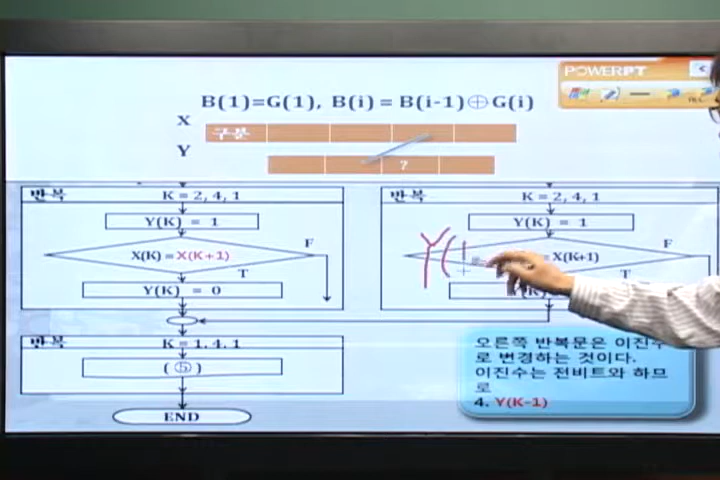 POWERPT
B(1)=G(1), B(i) = B(i-1)⊕G(i)
X
구분
Y
?
반복
K = 2, 4, 1
Y(K) = 1
X(K) = X(K+1)
F
T
Y(K) = 0
반복
K = 2, 4, 1
Y(K) = 1
Y(
= X(K+1)
F
T
반복
K = 1, 4, 1
( ⑤ )
END
오른쪽 반복문은 이진수
로 변경하는 것이다.
이진수는 전비트와 하므
로
4. Y(K-1)